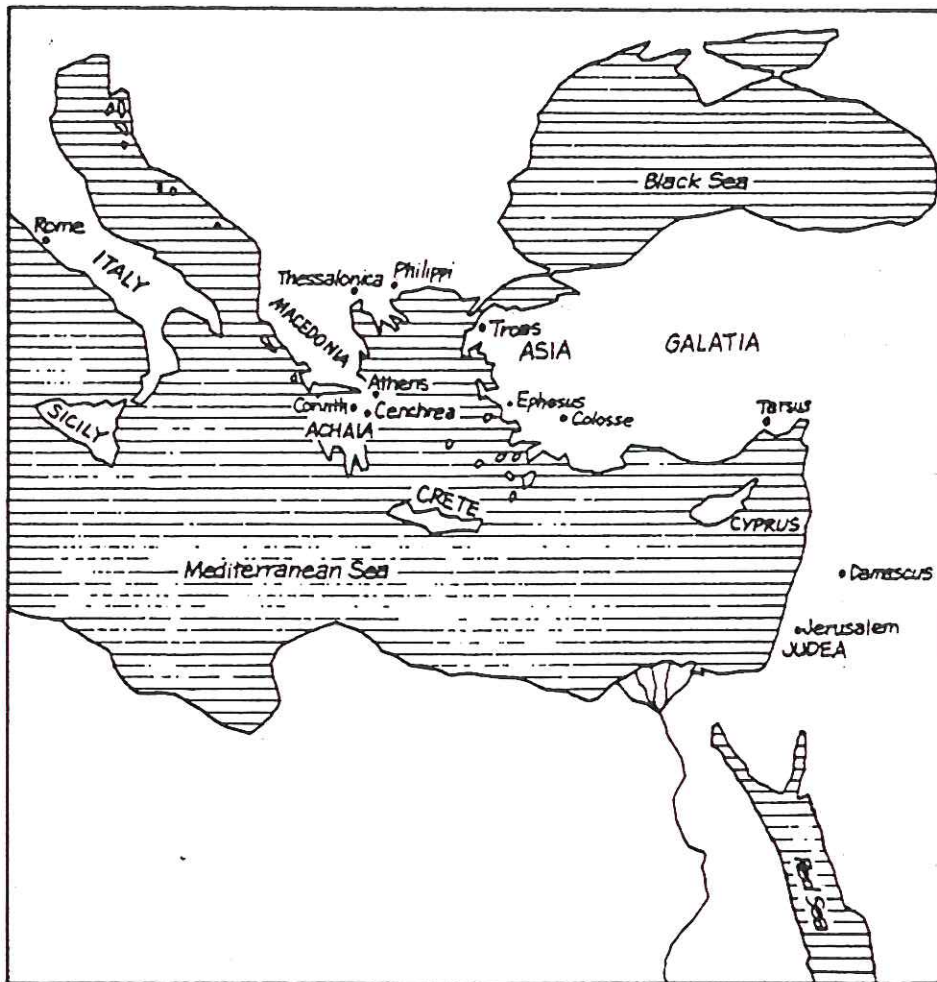 Black Sea
Rome
ITALY
Thessalonica
Philippi
MACEDONIA
Troas
ASIA
GALATIA
Athens
Corinth
Cenchrea
ACHAIA
Ephesus
Colosse
Tarsus
SICILY
CRETE
CYPRUS
Mediterranean Sea
Damascus
Jerusalem
JUDEA
Red Sea